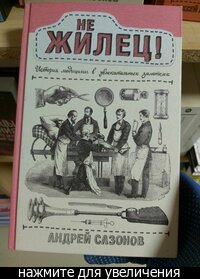 НЕ
ЖИЛЕЦ!
История медицины в увлекательных заметках
АНДРЕЙ САЗОНОВ
нажмите для увеличения